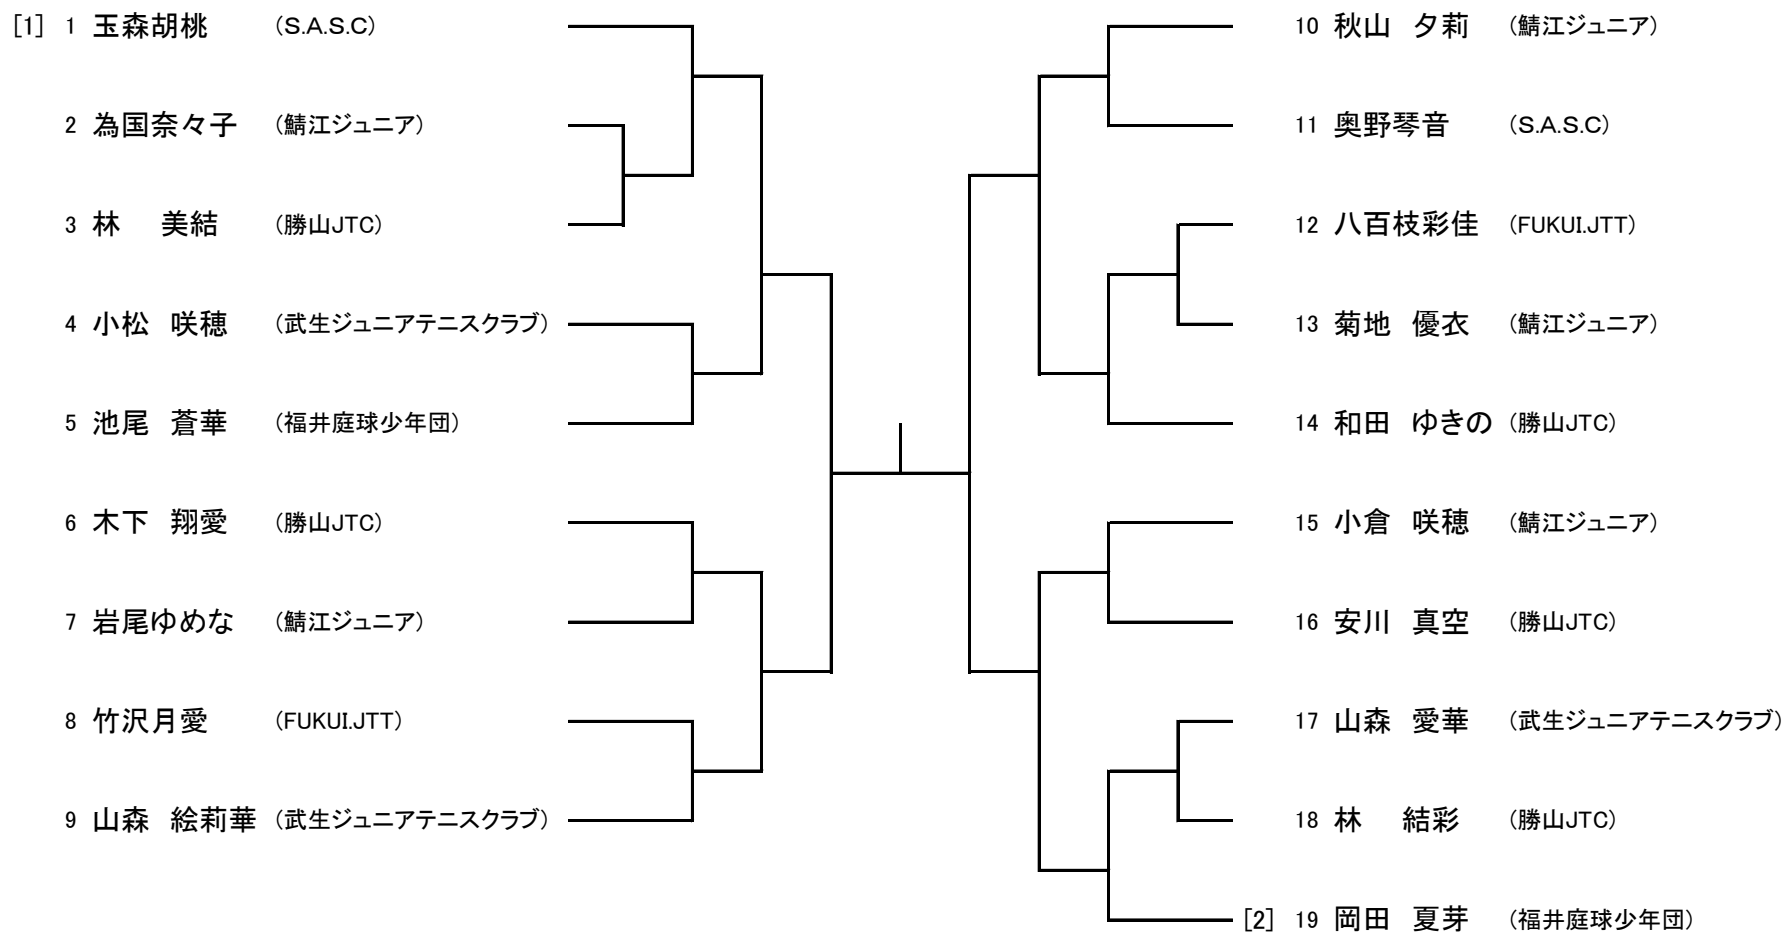 [1] 1 玉森胡桃 (S.A.S.C)
2 為国奈々子 (鯖江ジュニア)
3 林 美結 (勝山JTC)
4 小松 咲穂 (武生ジュニアテニスクラブ)
5 池尾 蒼華 (福井庭球少年団)
6 木下 翔愛 (勝山JTC)
7 岩尾ゆめな (鯖江ジュニア)
8 竹沢月愛 (FUKUI.JTT)
9 山森 絵莉華 (武生ジュニアテニスクラブ)
10 秋山 夕莉 (鯖江ジュニア)
11 奥野琴音 (S.A.S.C)
12 八百枝彩佳 (FUKUI.JTT)
13 菊地 優衣 (鯖江ジュニア)
14 和田 ゆきの (勝山JTC)
15 小倉 咲穂 (鯖江ジュニア)
16 安川 真空 (勝山JTC)
17 山森 愛華 (武生ジュニアテニスクラブ)
18 林 結彩 (勝山JTC)
[2] 19 岡田 夏芽 (福井庭球少年団)